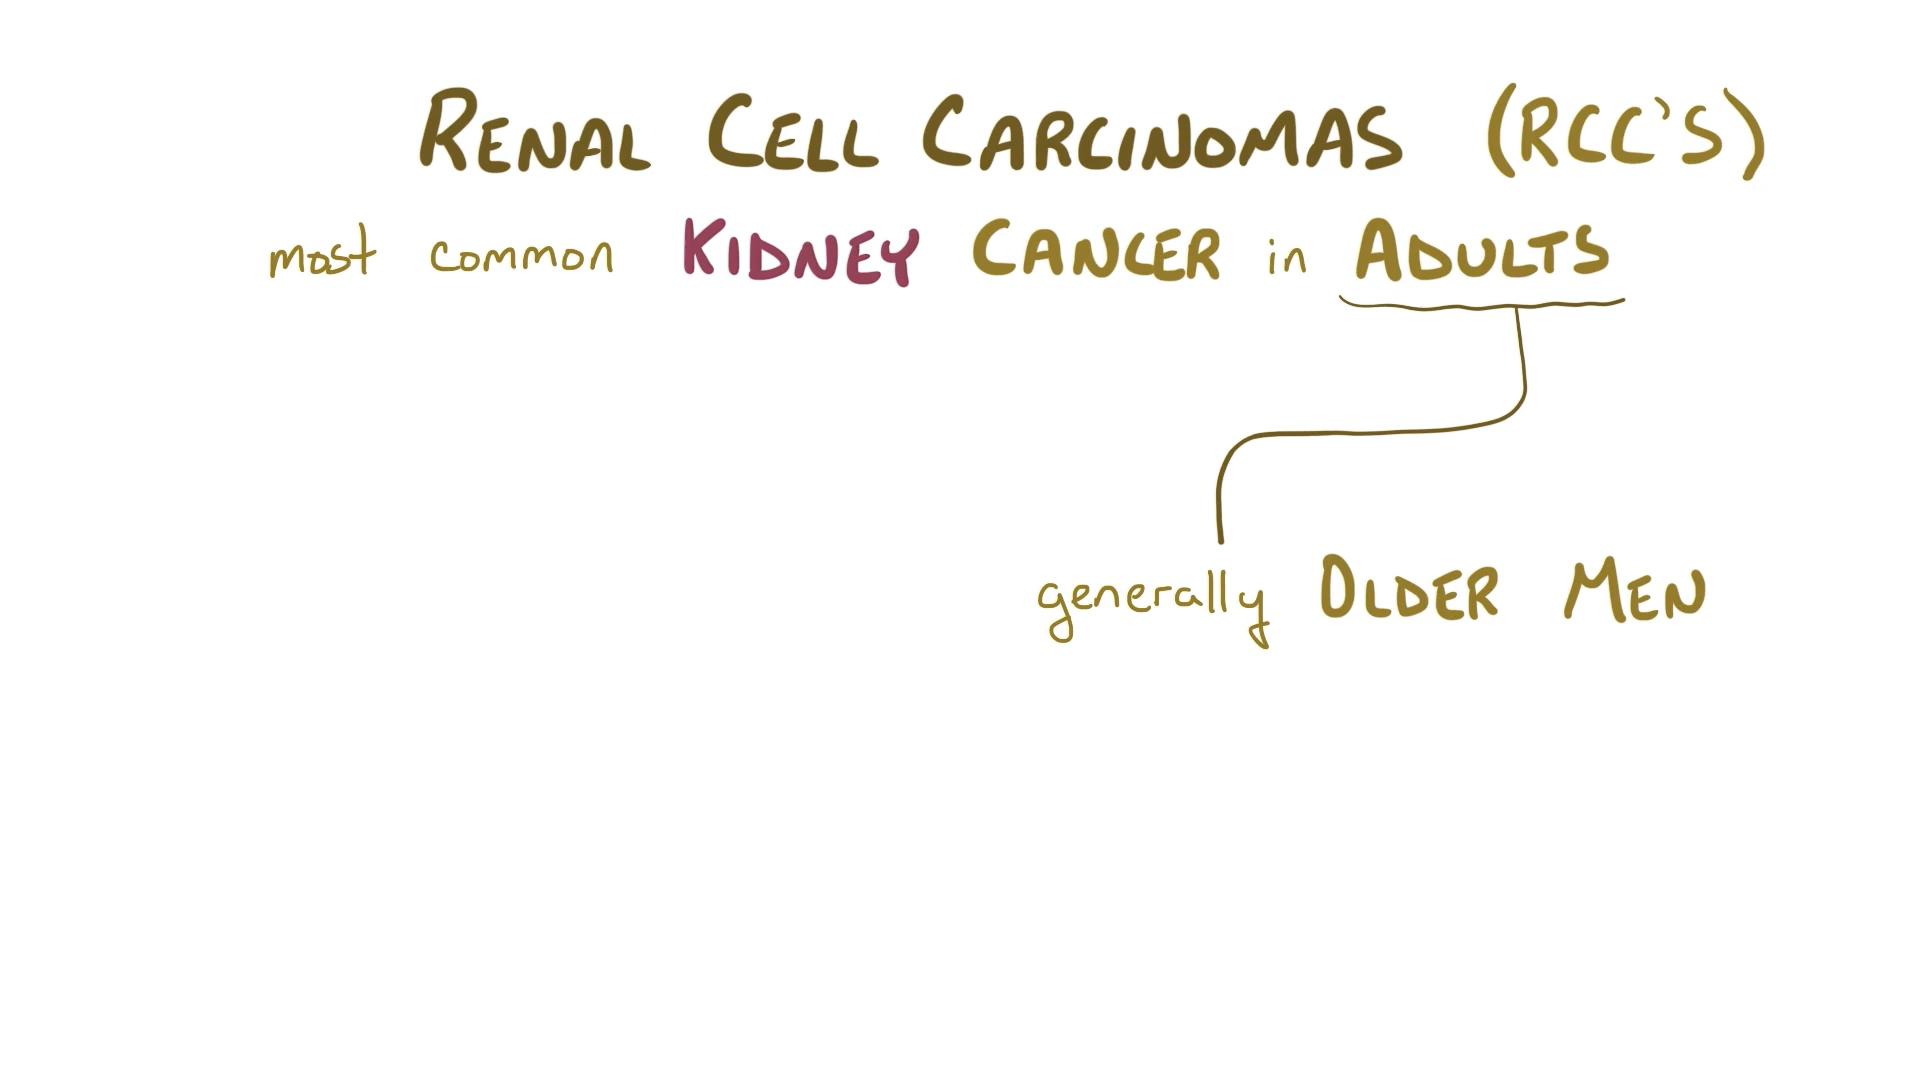 RENAL CELL CARCINOMAS (RCC'S)
most common KIDNEY CANCER in ADULTS
generally OLDER MEN